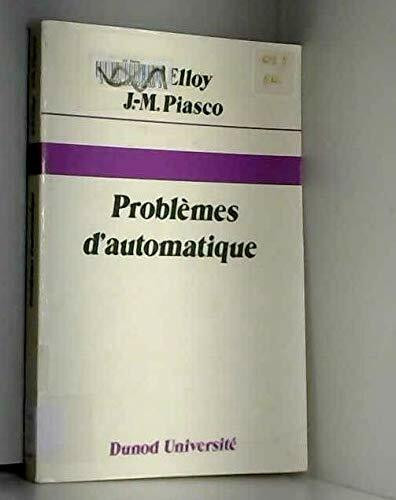 Elloy
J.-M. Piasco
Problèmes
d'automatique
Dunod Université